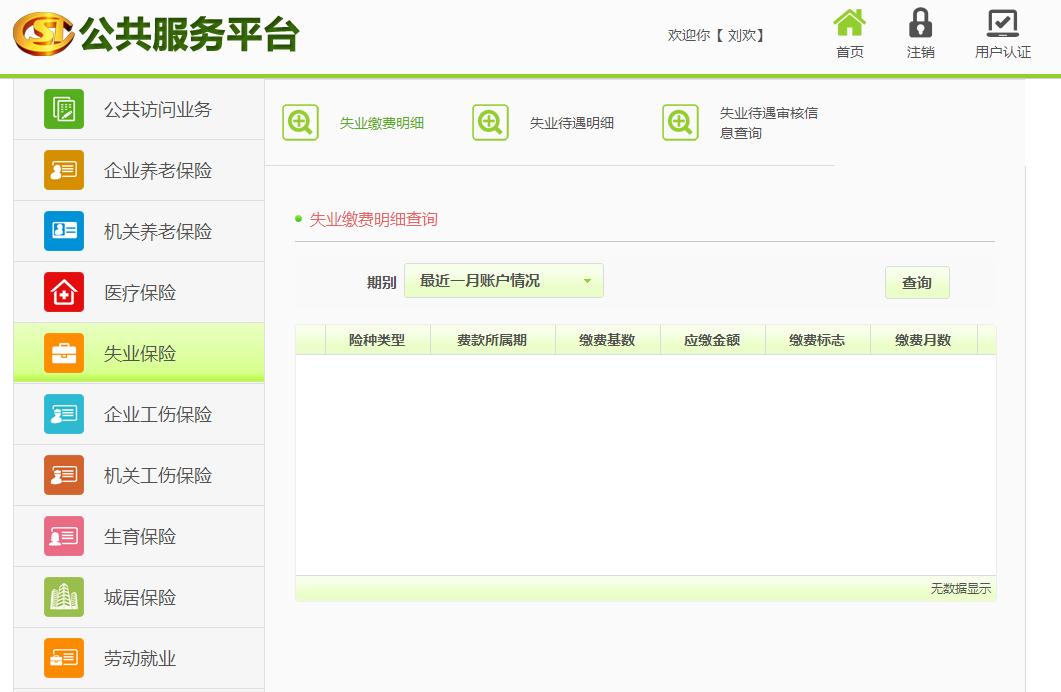 公共服务平台
欢迎你【 刘欢】
首页
注销
用户认证
公共访问业务
企业养老保险
机关养老保险
医疗保险
失业保险
企业工伤保险
机关工伤保险
生育保险
城居保险
劳动就业
失业缴费明细
失业待遇明细
失业待遇审核信
息查询
失业缴费明细查询
期别 最近一月账户情况 查询
险种类型 费款所属期 缴费基数 应缴金额 缴费标志 缴费月数
无数据显示